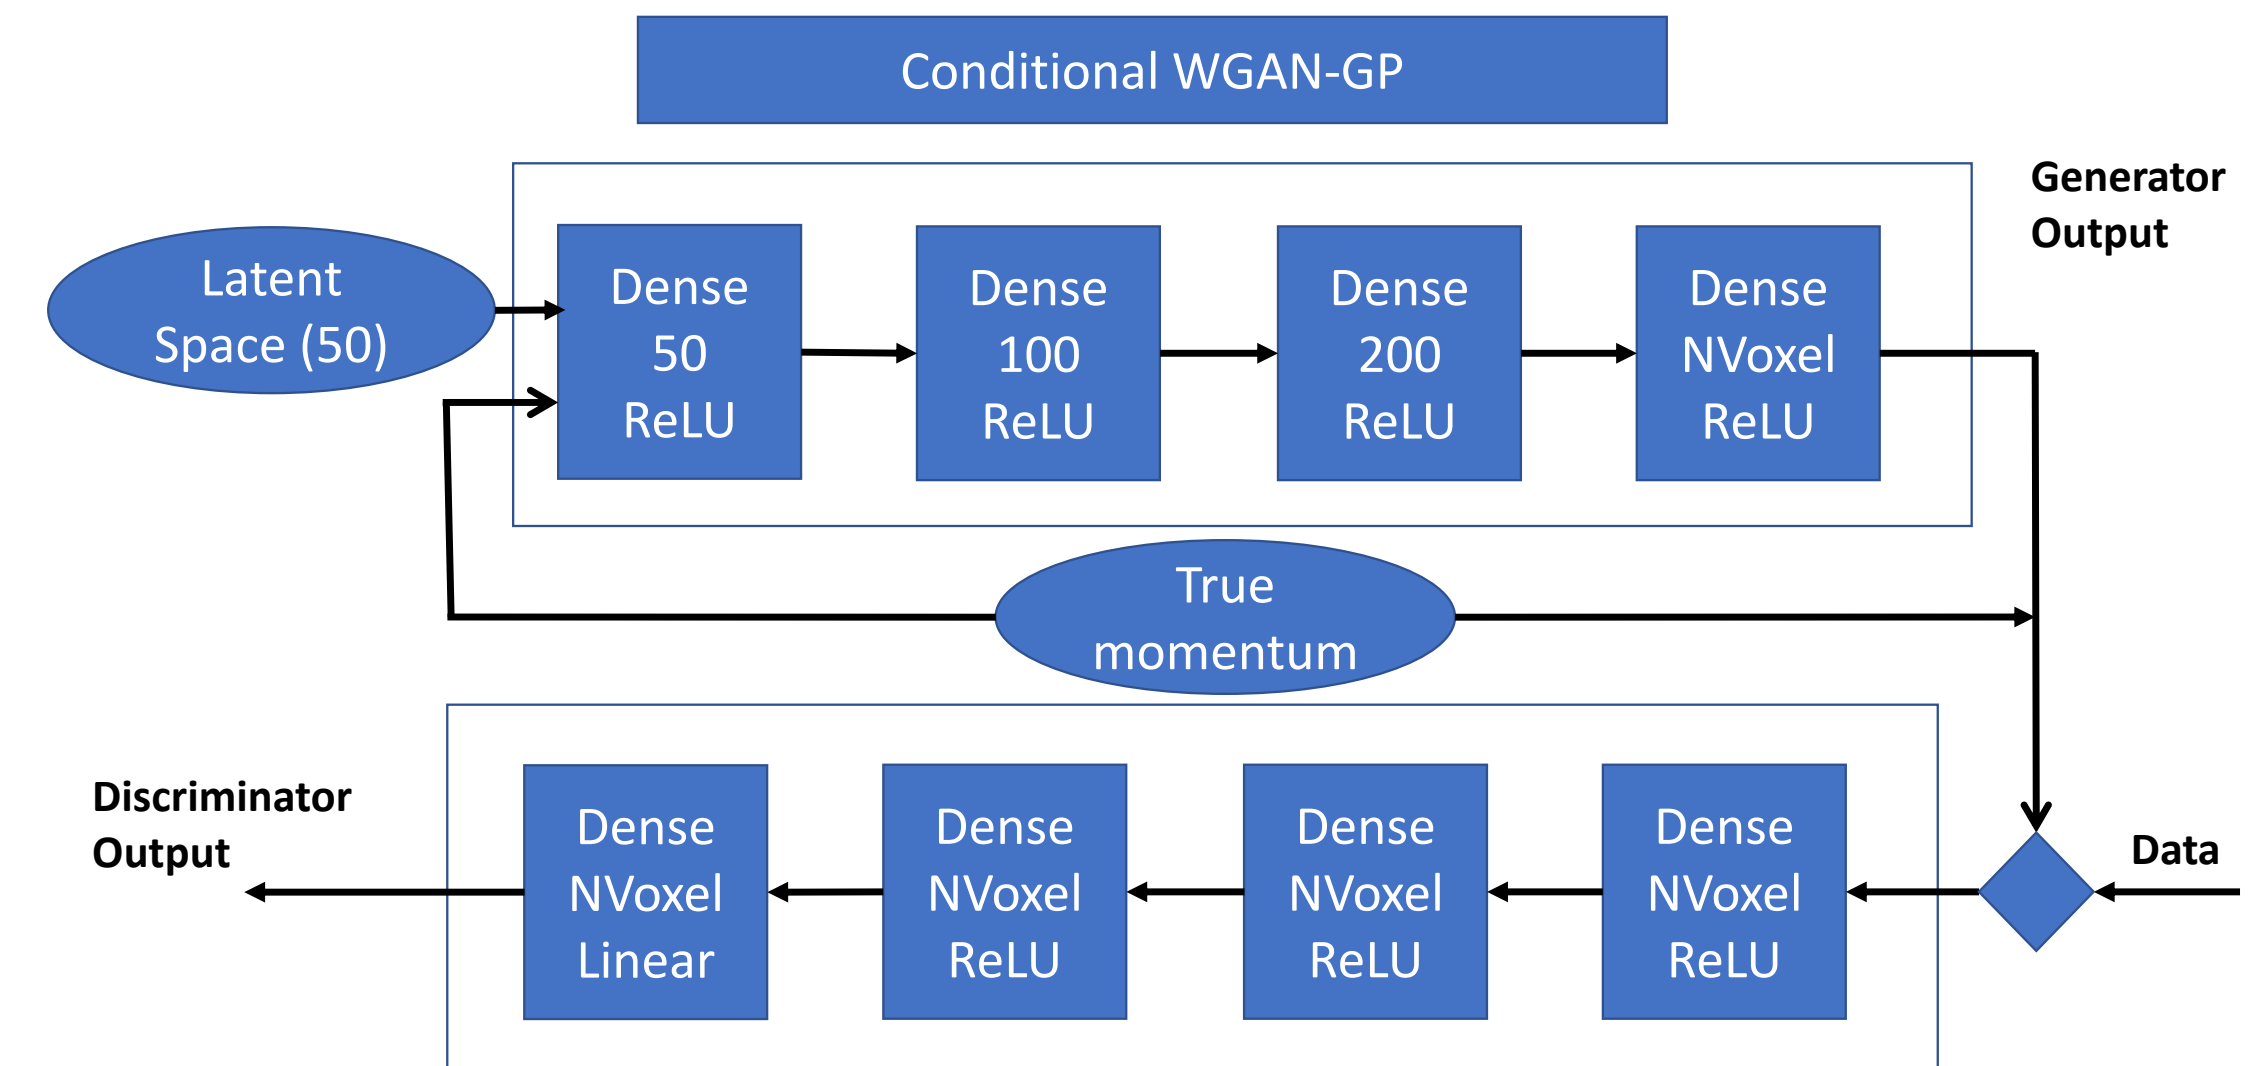 Conditional WGAN-GP
Generator
Output
Latent
Space (50)
Dense
50
ReLU
Dense
100
ReLU
Dense
200
ReLU
Dense
NVoxel
ReLU
True
momentum
Discriminator
Output
Dense
NVoxel
Linear
Dense
NVoxel
ReLU
Dense
NVoxel
ReLU
Dense
NVoxel
ReLU
Data